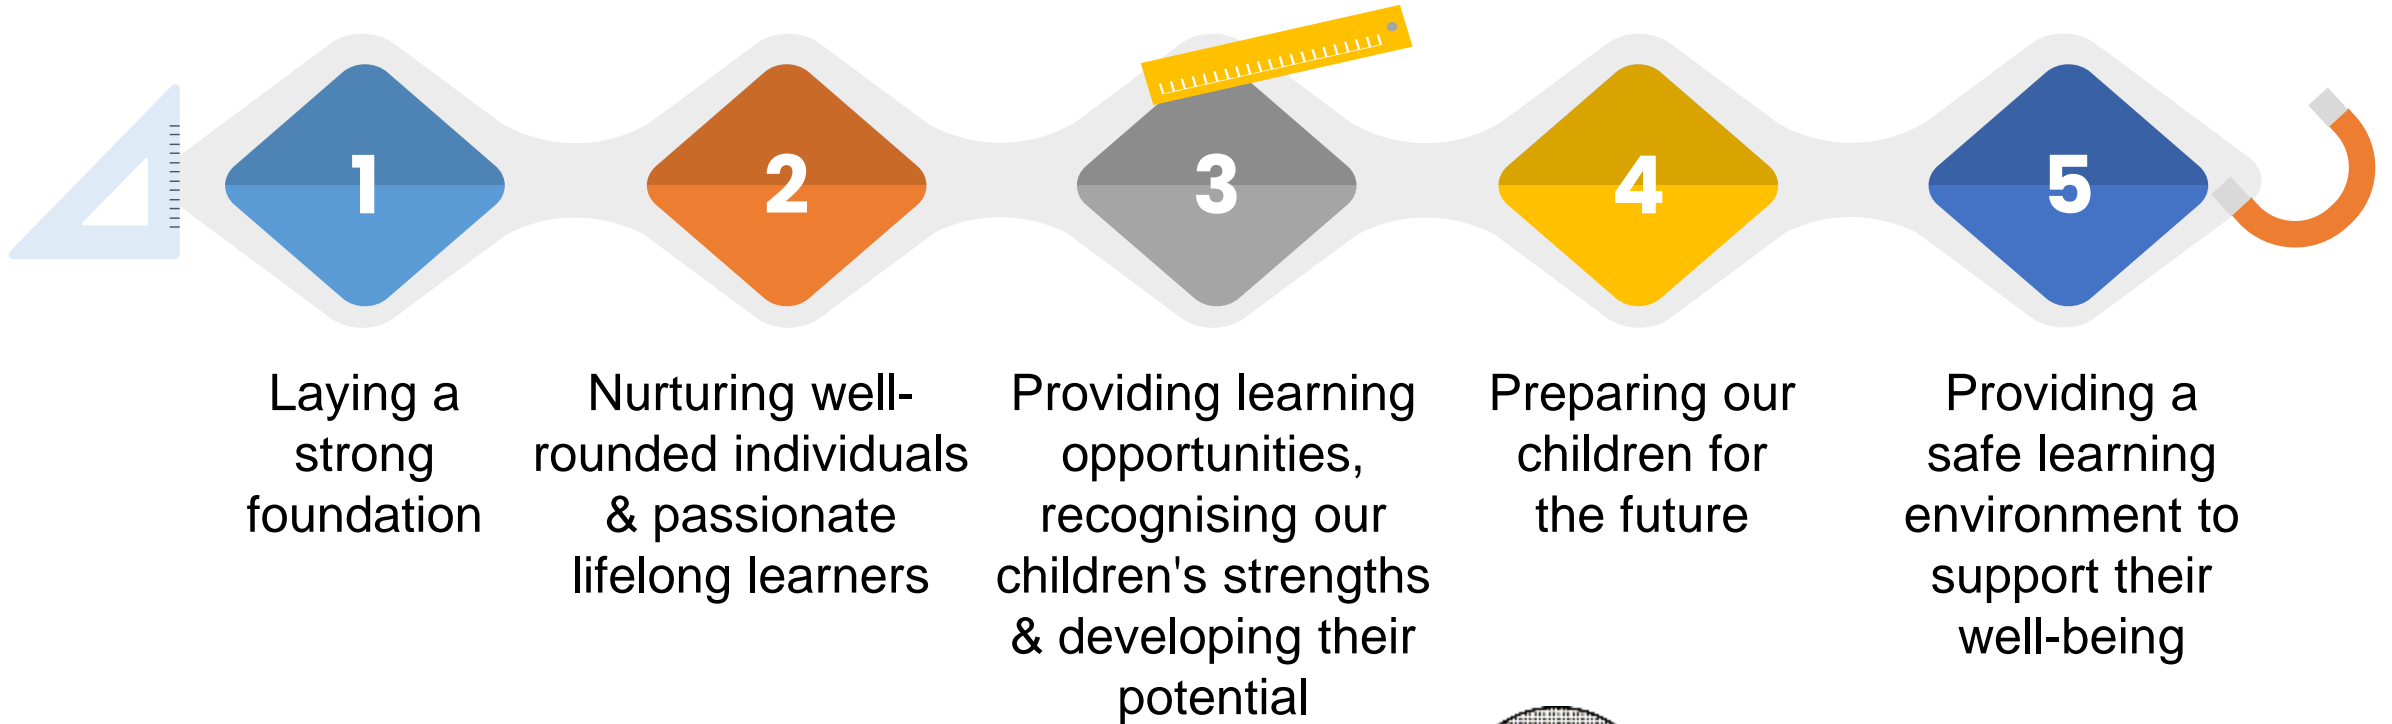 1
2
3
4
5
Laying a
strong
foundation
Nurturing well-
rounded individuals
& passionate
lifelong learners
Providing learning
opportunities,
recognising our
children's strengths
& developing their
potential
Preparing our
children for
the future
Providing a
safe learning
environment to
support their
well-being